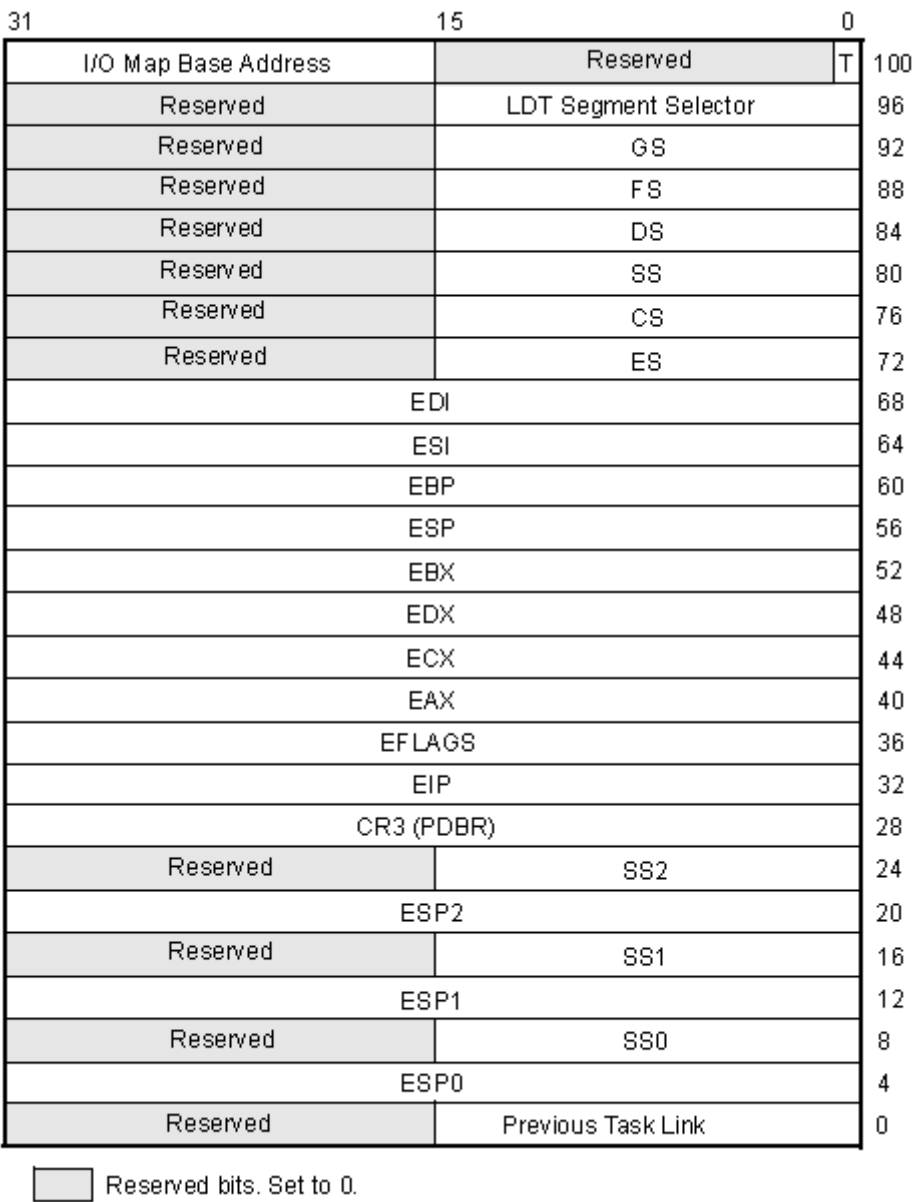 31 15 0
I/O Map Base Address Reserved T 100
Reserved LDT Segment Selector 96
Reserved GS 92
Reserved FS 88
Reserved DS 84
Reserved SS 80
Reserved CS 76
Reserved ES 72
EDI 68
ESI 64
EBP 60
ESP 56
EBX 52
EDX 48
ECX 44
EAX 40
EFLAGS 36
EIP 32
CR3 (PDBR) 28
Reserved SS2 24
ESP2 20
Reserved SS1 16
ESP1 12
Reserved SS0 8
ESP0 4
Reserved Previous Task Link 0
Reserved bits. Set to 0.